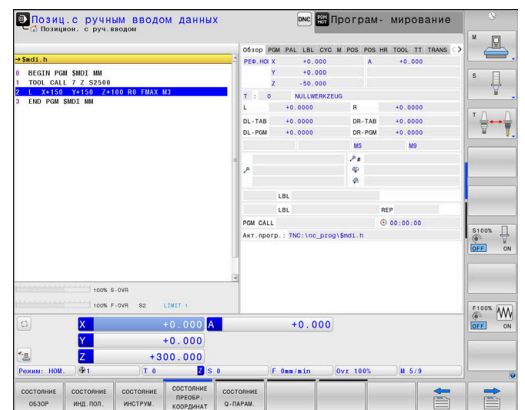 Позиц. с ручным вводом данных
Позицион. с руч.вводом
DNC
Програм- мирование
→$mdi.h
0 BEGIN PGM $MDI MM
1 TOOL CALL 7 Z S2500
2 L X+150 Y+150 Z+100 R0 FMAX M3
3 END PGM $MDI MM
100% S-OVR
100% F-OVR S2 LIMIT 1
Обзор PGM PAL LBL CYC M POS POS HR TOOL TT TRANS
РЕФ.НОМ X +0.000 A +0.000
Y +0.000
Z -50.000
T : 0 NULLWERKZEUG
L +0.0000 R +0.0000
DL-TAB +0.0000 DR-TAB +0.0000
DL-PGM +0.0000 DR-PGM +0.0000
M5 M9
LBL
LBL REP
PGM CALL 00:00:00
Акт.прогр.: TNC:\nc_prog\$mdi.h
X +0.000 A +0.000
Y +0.000
Z +300.000
Режим: НОМ. 1 T 0 Z S 0 F 0mm/min Ovr 100% M 5/9
M
S
T
S100%
OFF ON
F100%
OFF ON
СОСТОЯНИЕ ОБЗОР
СОСТОЯНИЕ ИНД. ПОЛ.
СОСТОЯНИЕ ИНСТРУМ.
СОСТОЯНИЕ ПРЕОБР. КООРДИНАТ
СОСТОЯНИЕ Q-ПАРАМ.